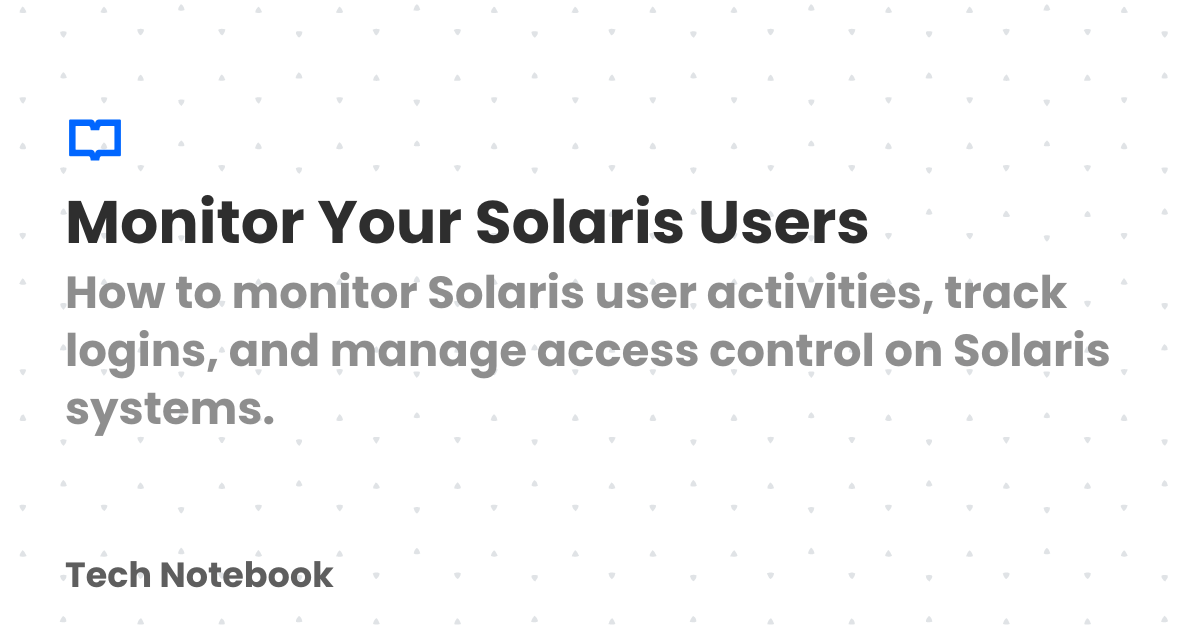 Monitor Your Solaris Users
How to monitor Solaris user activities, track
logins, and manage access control on Solaris
systems.
Tech Notebook